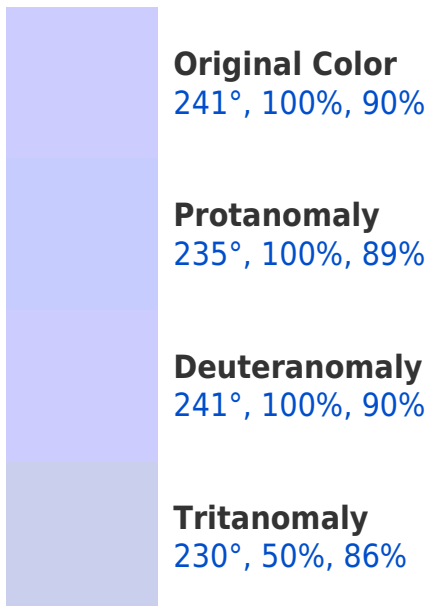 Original Color
241°, 100%, 90%
Protanomaly
235°, 100%, 89%
Deuteranomaly
241°, 100%, 90%
Tritanomaly
230°, 50%, 86%